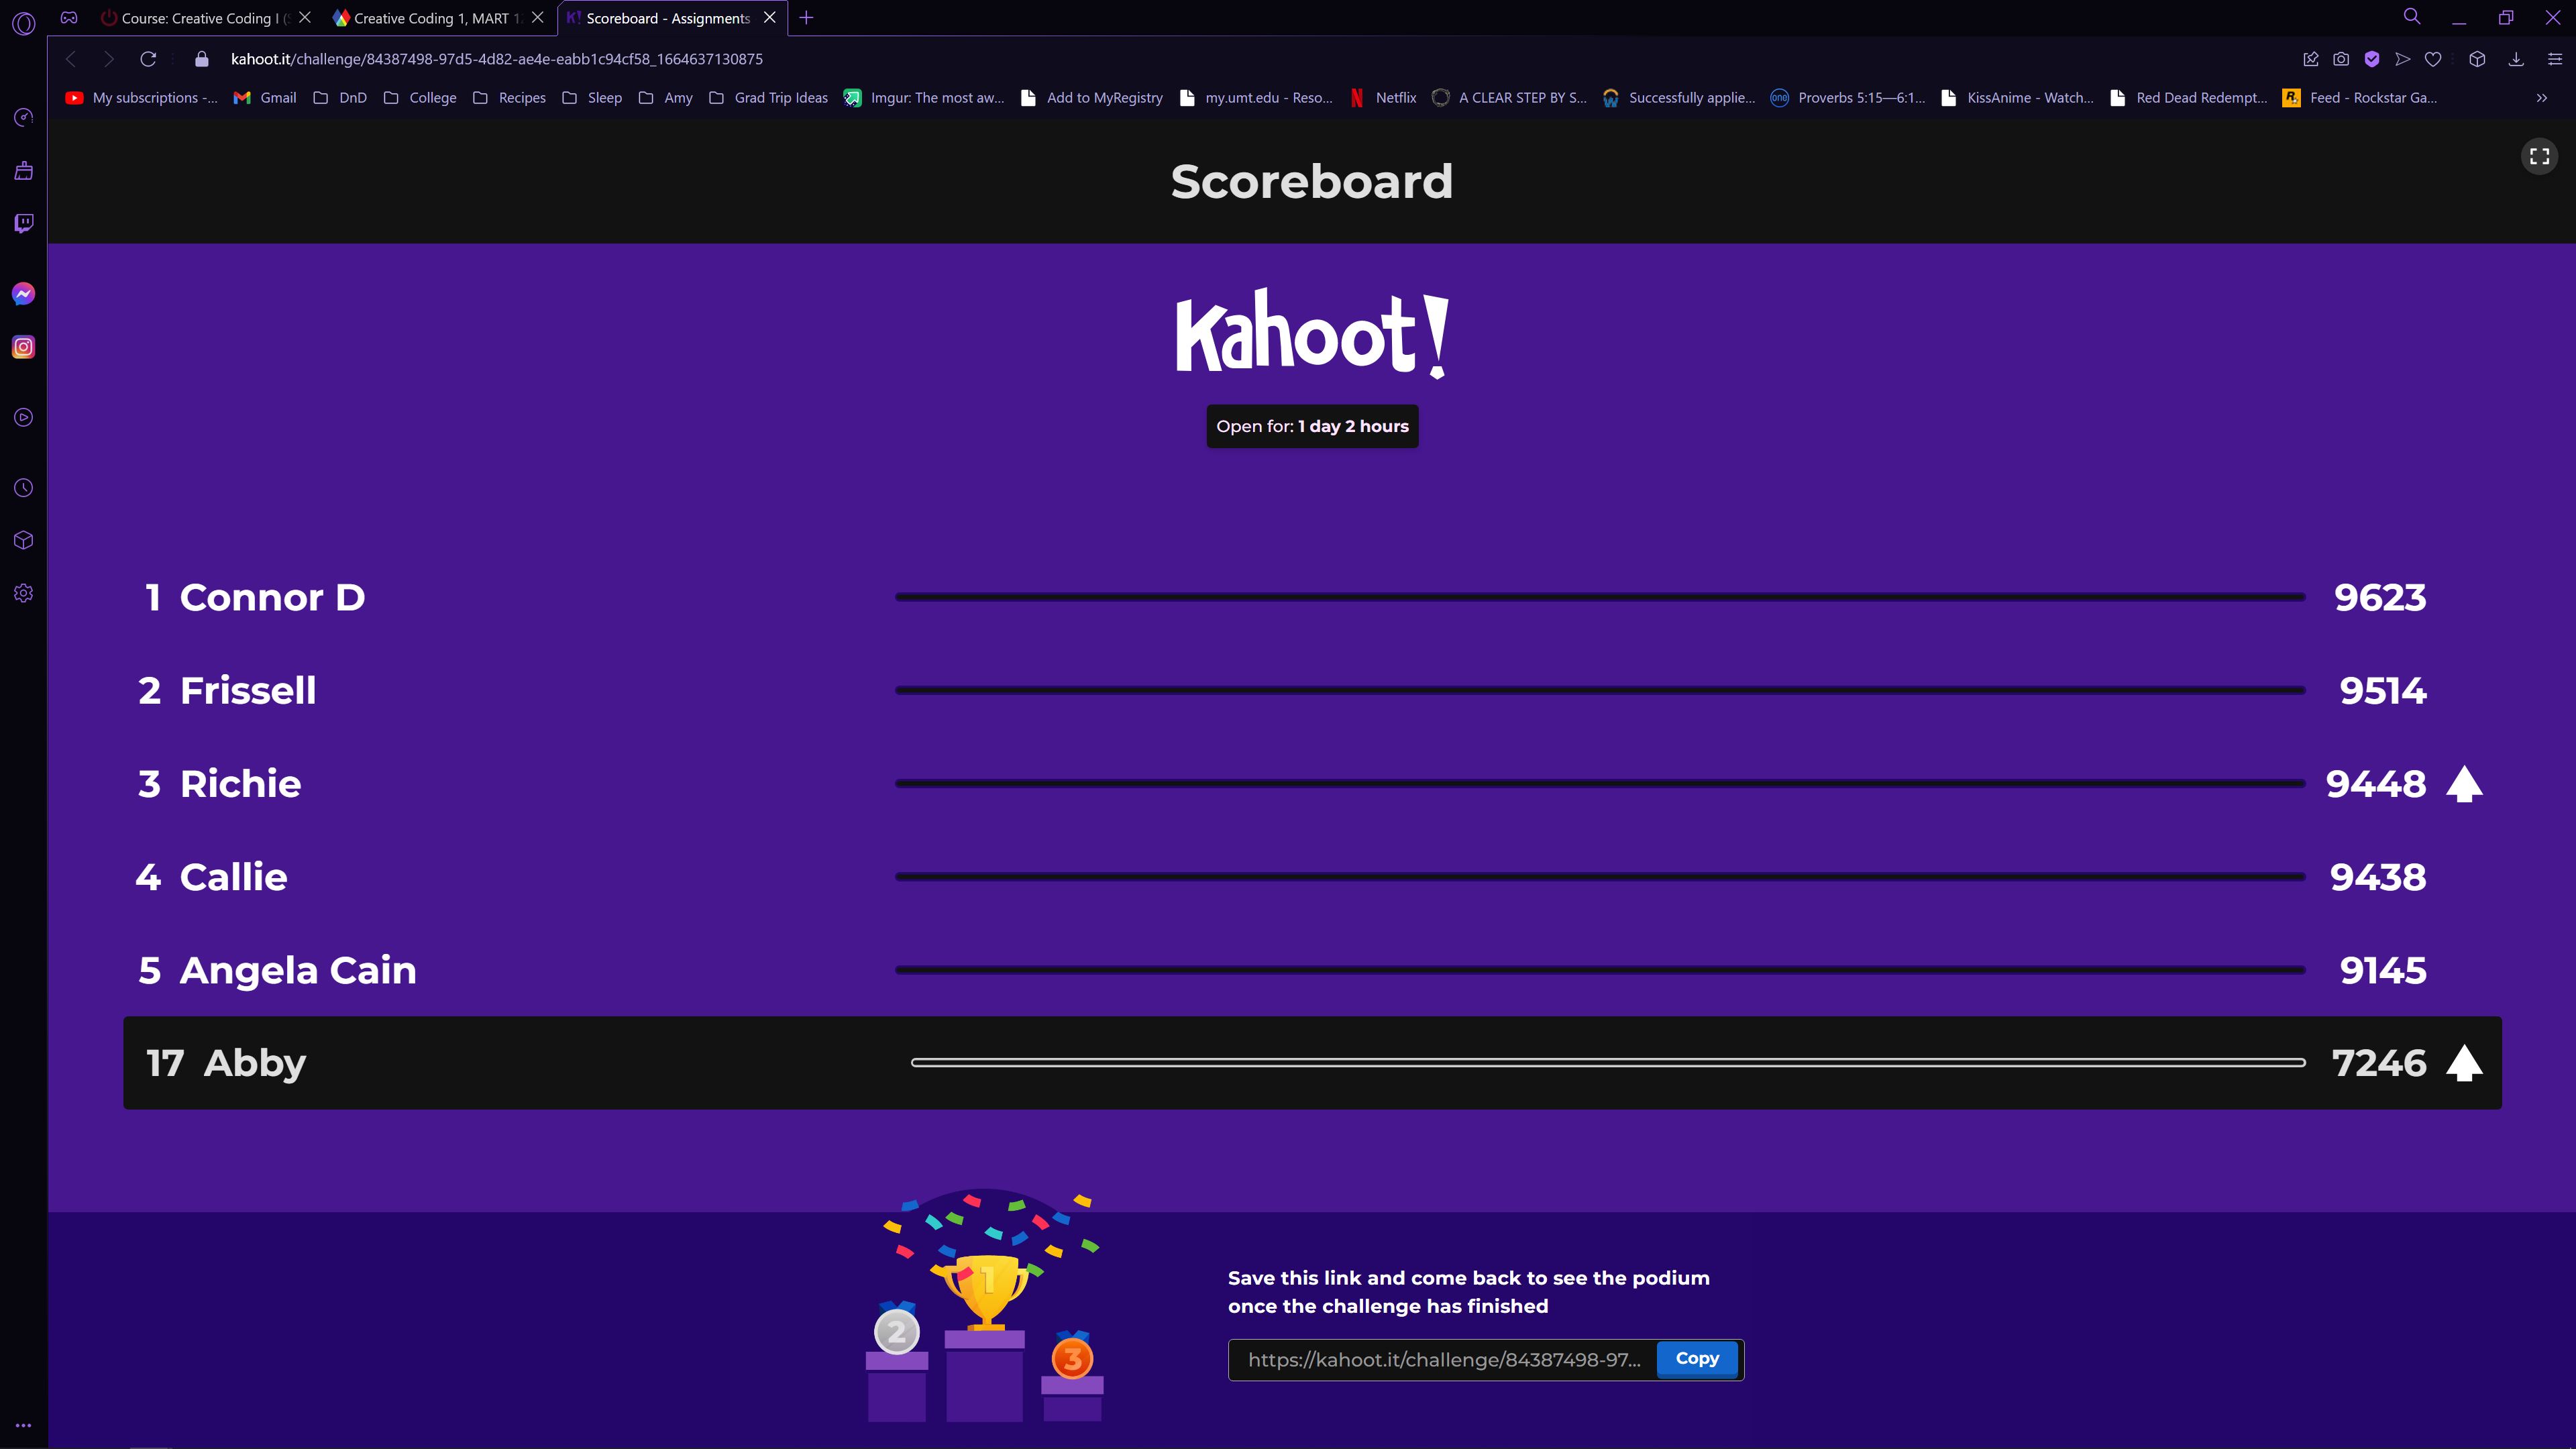 Course: Creative Coding I (
Creative Coding 1, MART 1
Scoreboard - Assignments
kahoot.it/challenge/84387498-97d5-4d82-ae4e-eabb1c94cf58_1664637130875
My subscriptions -... Gmail DnD College Recipes Sleep Amy Grad Trip Ideas Imgur: The most aw... Add to MyRegistry my.umt.edu - Reso... Netflix A CLEAR STEP BY S... Successfully applie... Proverbs 5:15—6:1... KissAnime - Watch... Red Dead Redempt... Feed - Rockstar Ga...
Scoreboard
Kahoot!
Open for: 1 day 2 hours
1 Connor D 9623
2 Frissell 9514
3 Richie 9448
4 Callie 9438
5 Angela Cain 9145
17 Abby 7246
1
2
3
Save this link and come back to see the podium
once the challenge has finished
https://kahoot.it/challenge/84387498-97... Copy